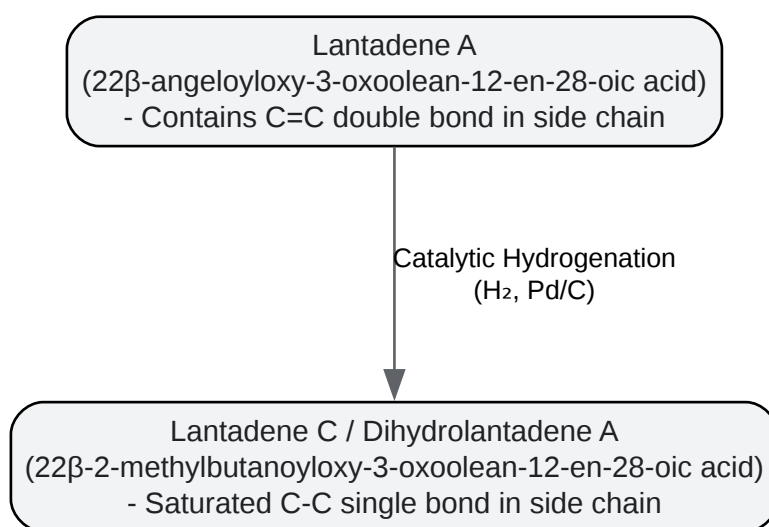 Lantadene A
(22β-angeloyloxy-3-oxoolean-12-en-28-oic acid)
- Contains C=C double bond in side chain
Catalytic Hydrogenation
(H₂, Pd/C)
Lantadene C / Dihydrolantadene A
(22β-2-methylbutanoyloxy-3-oxoolean-12-en-28-oic acid)
- Saturated C-C single bond in side chain